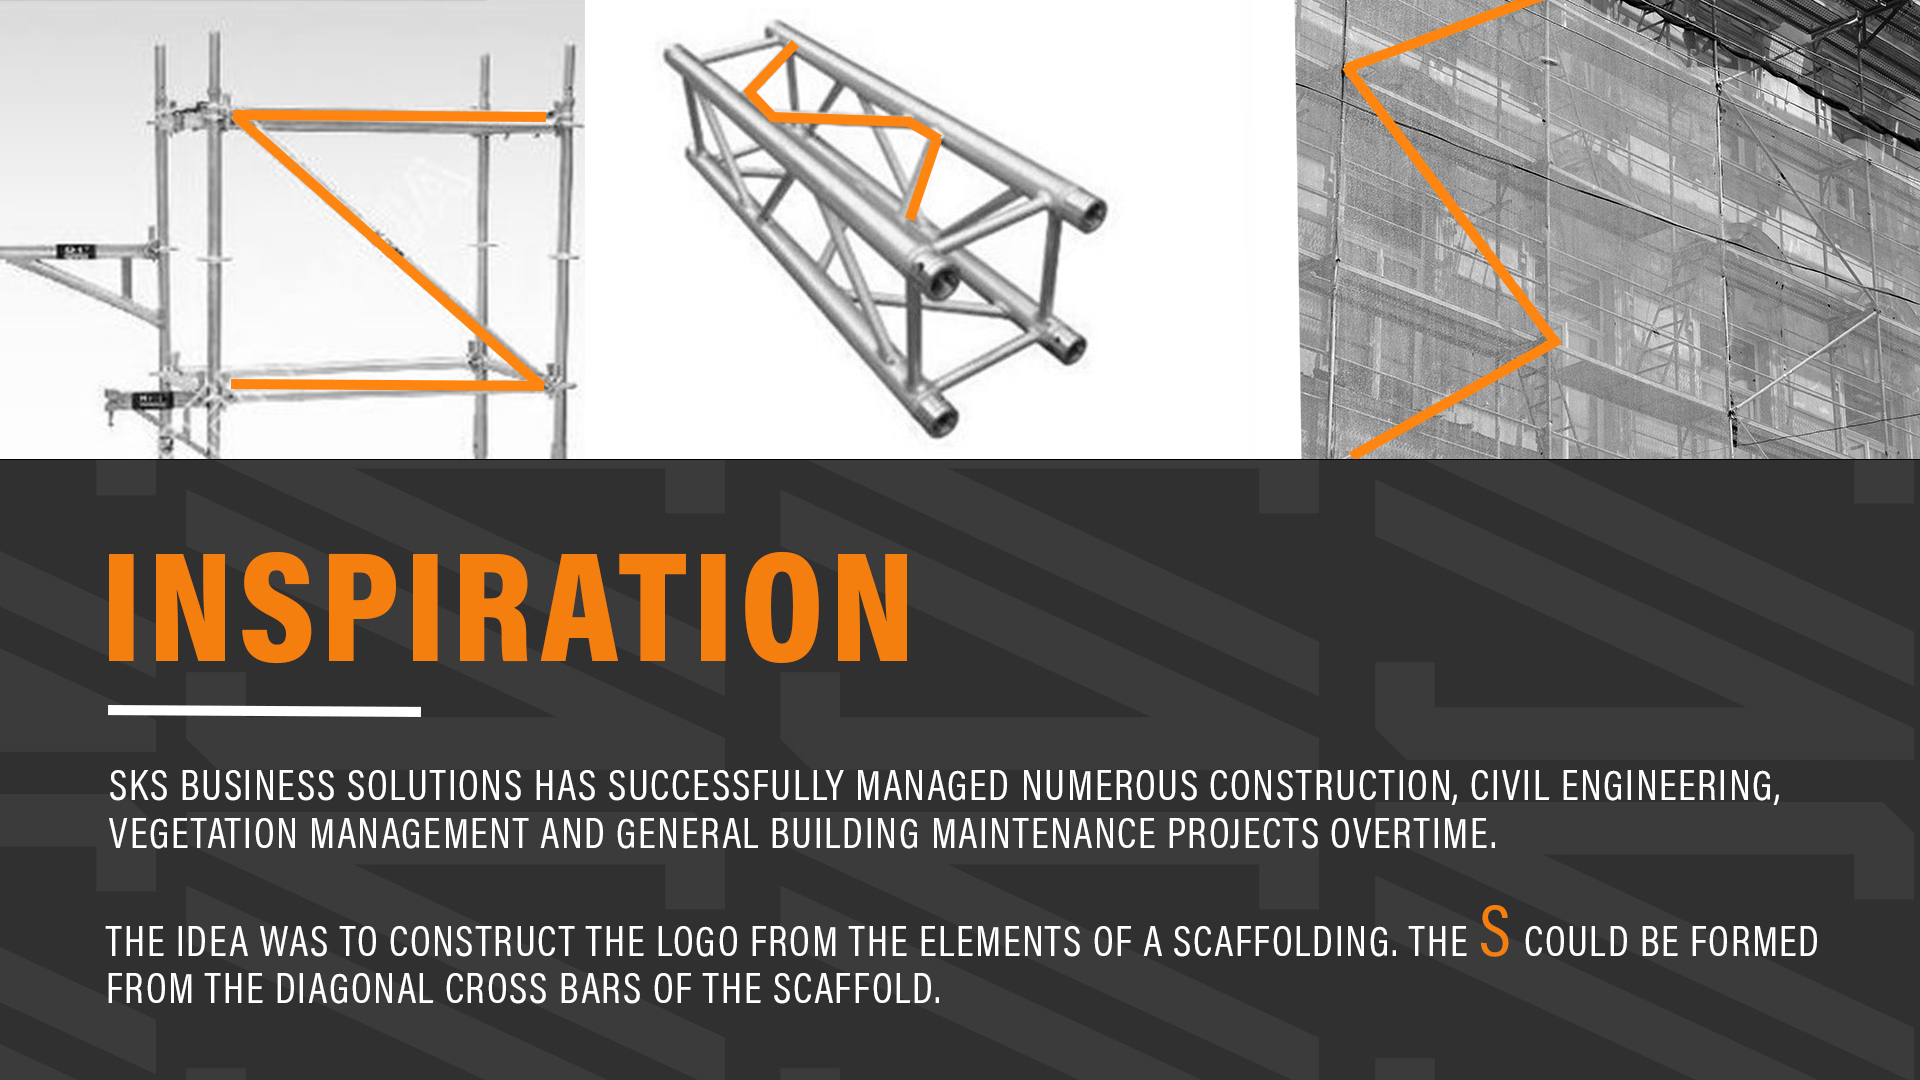 INSPIRATION
SKS BUSINESS SOLUTIONS HAS SUCCESSFULLY MANAGED NUMEROUS CONSTRUCTION, CIVIL ENGINEERING,
VEGETATION MANAGEMENT AND GENERAL BUILDING MAINTENANCE PROJECTS OVERTIME.
THE IDEA WAS TO CONSTRUCT THE LOGO FROM THE ELEMENTS OF A SCAFFOLDING. THE S COULD BE FORMED
FROM THE DIAGONAL CROSS BARS OF THE SCAFFOLD.